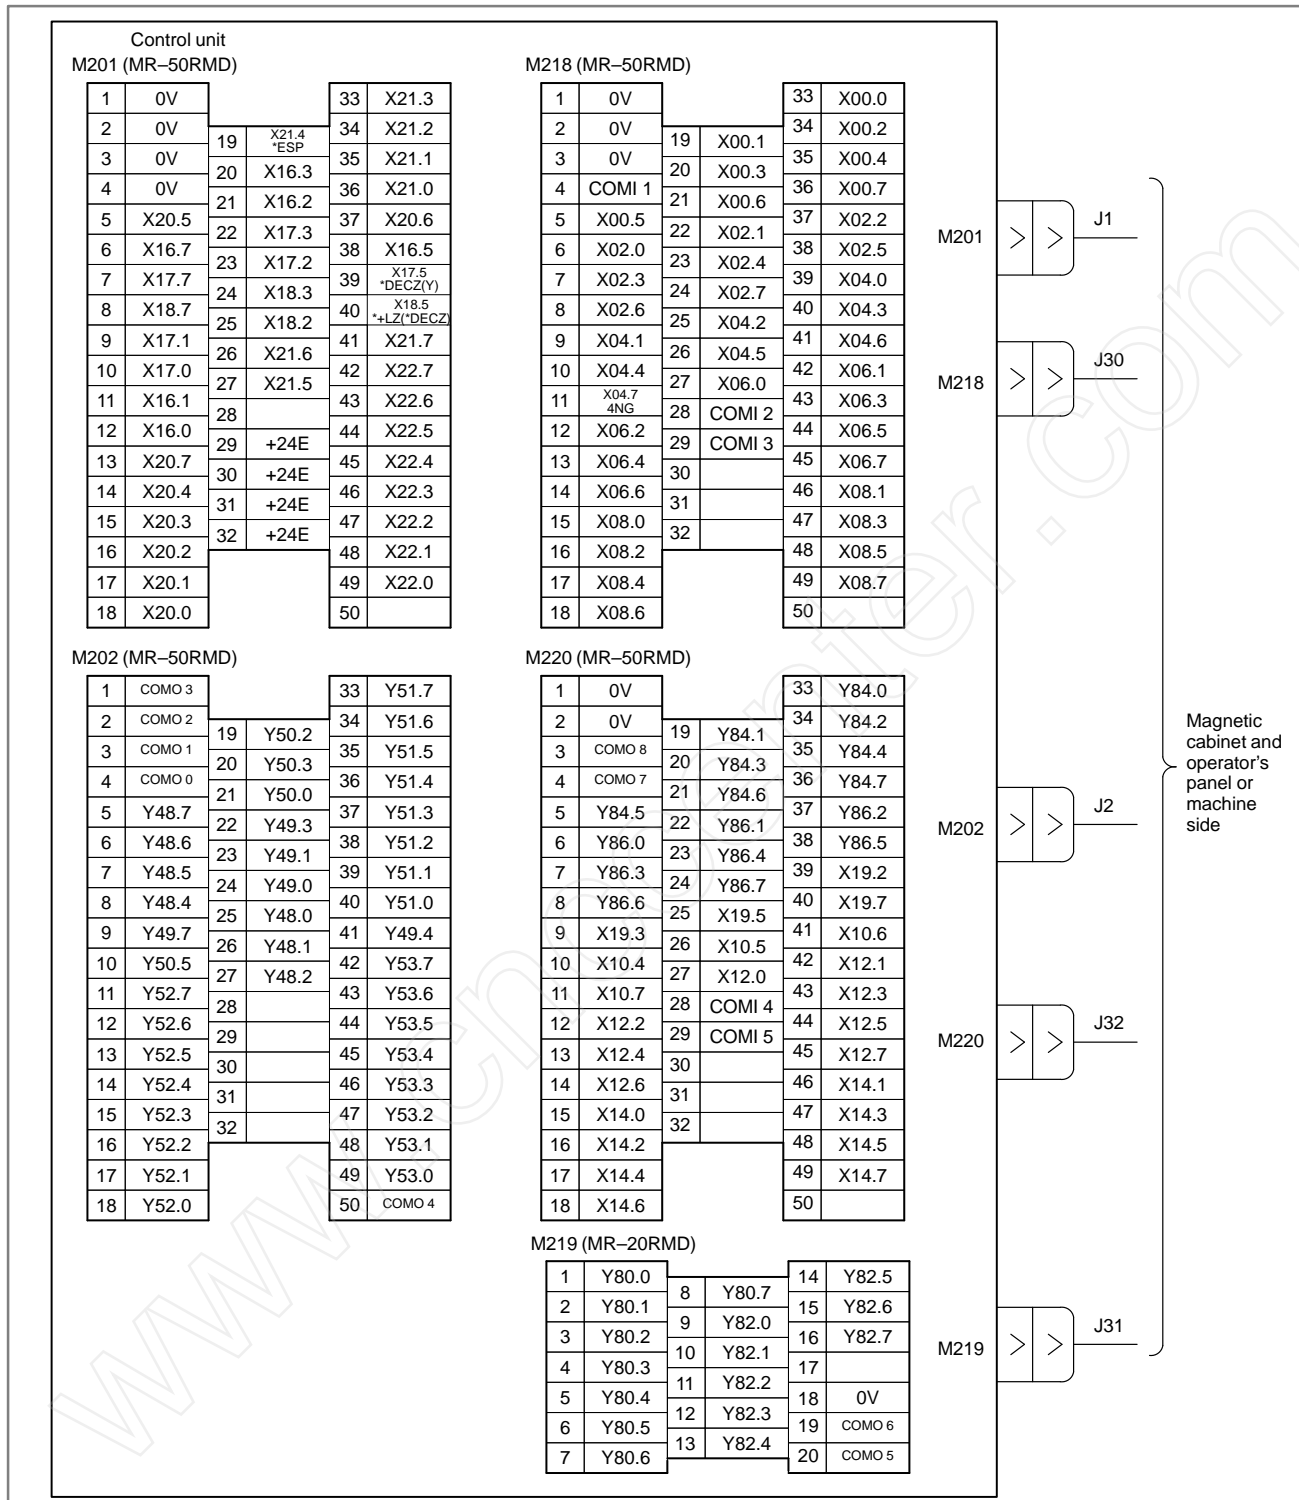 Control unit
M201 (MR–50RMD)
1 0V 33 X21.3
2 0V 19 X21.4 *ESP 34 X21.2
3 0V 20 X16.3 35 X21.1
4 0V 21 X16.2 36 X21.0
5 X20.5 22 X17.3 37 X20.6
6 X16.7 23 X17.2 38 X16.5
7 X17.7 24 X18.3 39 X17.5 *DECZ(Y)
8 X18.7 25 X18.2 40 X18.5 *+LZ(*DECZ)
9 X17.1 26 X21.6 41 X21.7
10 X17.0 27 X21.5 42 X22.7
11 X16.1 28 43 X22.6
12 X16.0 29 +24E 44 X22.5
13 X20.7 30 +24E 45 X22.4
14 X20.4 31 +24E 46 X22.3
15 X20.3 32 +24E 47 X22.2
16 X20.2 48 X22.1
17 X20.1 49 X22.0
18 X20.0 50
M218 (MR–50RMD)
1 0V 33 X00.0
2 0V 19 X00.1 34 X00.2
3 0V 20 X00.3 35 X00.4
4 COMI 1 21 X00.6 36 X00.7
5 X00.5 22 X02.1 37 X02.2
6 X02.0 23 X02.4 38 X02.5
7 X02.3 24 X02.7 39 X04.0
8 X02.6 25 X04.2 40 X04.3
9 X04.1 26 X04.5 41 X04.6
10 X04.4 27 X06.0 42 X06.1
11 X04.7 4NG 28 COMI 2 43 X06.3
12 X06.2 29 COMI 3 44 X06.5
13 X06.4 30 45 X06.7
14 X06.6 31 46 X08.1
15 X08.0 32 47 X08.3
16 X08.2 48 X08.5
17 X08.4 49 X08.7
18 X08.6 50
M202 (MR–50RMD)
1 COMO 3 33 Y51.7
2 COMO 2 19 Y50.2 34 Y51.6
3 COMO 1 20 Y50.3 35 Y51.5
4 COMO 0 21 Y50.0 36 Y51.4
5 Y48.7 22 Y49.3 37 Y51.3
6 Y48.6 23 Y49.1 38 Y51.2
7 Y48.5 24 Y49.0 39 Y51.1
8 Y48.4 25 Y48.0 40 Y51.0
9 Y49.7 26 Y48.1 41 Y49.4
10 Y50.5 27 Y48.2 42 Y53.7
11 Y52.7 28 43 Y53.6
12 Y52.6 29 44 Y53.5
13 Y52.5 30 45 Y53.4
14 Y52.4 31 46 Y53.3
15 Y52.3 32 47 Y53.2
16 Y52.2 48 Y53.1
17 Y52.1 49 Y53.0
18 Y52.0 50 COMO 4
M220 (MR–50RMD)
1 0V 33 Y84.0
2 0V 19 Y84.1 34 Y84.2
3 COMO 8 20 Y84.3 35 Y84.4
4 COMO 7 21 Y84.6 36 Y84.7
5 Y84.5 22 Y86.1 37 Y86.2
6 Y86.0 23 Y86.4 38 Y86.5
7 Y86.3 24 Y86.7 39 X19.2
8 Y86.6 25 X19.5 40 X19.7
9 X19.3 26 X10.5 41 X10.6
10 X10.4 27 X12.0 42 X12.1
11 X10.7 28 COMI 4 43 X12.3
12 X12.2 29 COMI 5 44 X12.5
13 X12.4 30 45 X12.7
14 X12.6 31 46 X14.1
15 X14.0 32 47 X14.3
16 X14.2 48 X14.5
17 X14.4 49 X14.7
18 X14.6 50
M219 (MR–20RMD)
1 Y80.0 14 Y82.5
2 Y80.1 8 Y80.7 15 Y82.6
3 Y80.2 9 Y82.0 16 Y82.7
4 Y80.3 10 Y82.1 17
5 Y80.4 11 Y82.2 18 0V
6 Y80.5 12 Y82.3 19 COMO 6
7 Y80.6 13 Y82.4 20 COMO 5
M201 J1
M218 J30
M202 J2
M220 J32
M219 J31
Magnetic
cabinet and
operator's
panel or
machine
side
www.cnccenter.com